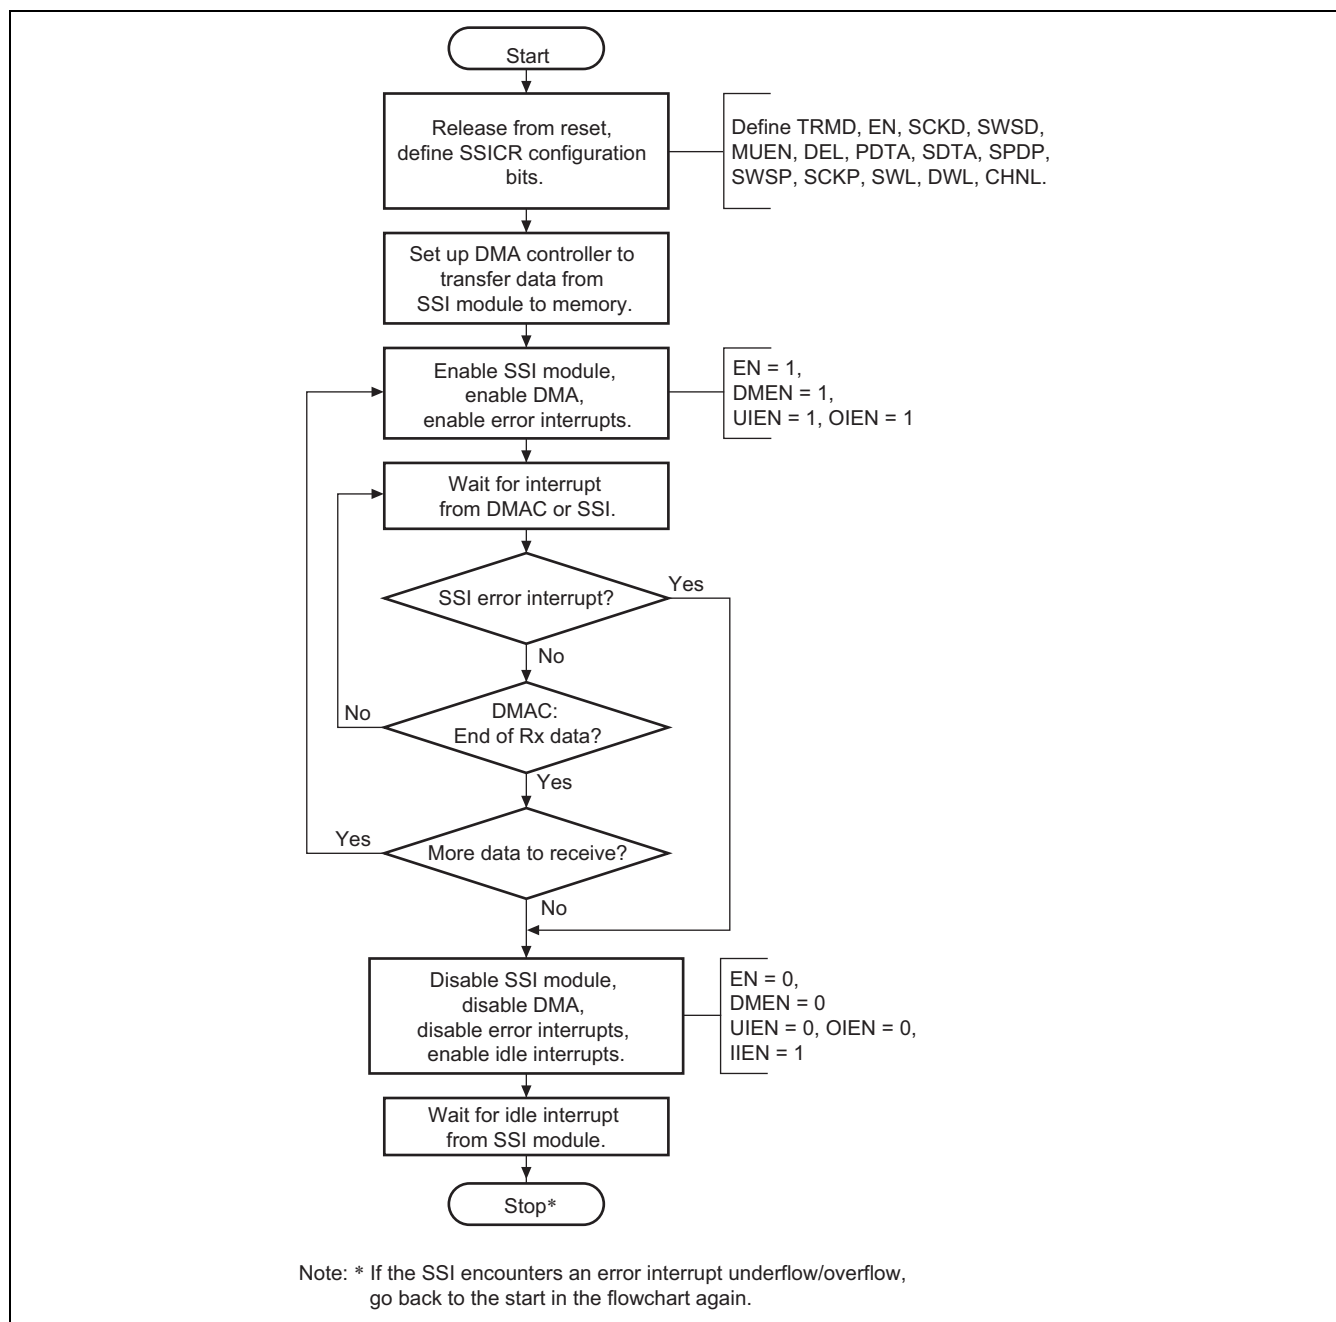 Start
Release from reset,
define SSICR configuration
bits.
Define TRMD, EN, SCKD, SWSD,
MUEN, DEL, PDTA, SDTA, SPDP,
SWSP, SCKP, SWL, DWL, CHNL.
Set up DMA controller to
transfer data from
SSI module to memory.
Enable SSI module,
enable DMA,
enable error interrupts.
EN = 1,
DMEN = 1,
UIEN = 1, OIEN = 1
Wait for interrupt
from DMAC or SSI.
SSI error interrupt?
Yes
No
DMAC:
End of Rx data?
No
Yes
More data to receive?
Yes
No
Disable SSI module,
disable DMA,
disable error interrupts,
enable idle interrupts.
EN = 0,
DMEN = 0
UIEN = 0, OIEN = 0,
IIEN = 1
Wait for idle interrupt
from SSI module.
Stop*
Note: * If the SSI encounters an error interrupt underflow/overflow,
go back to the start in the flowchart again.